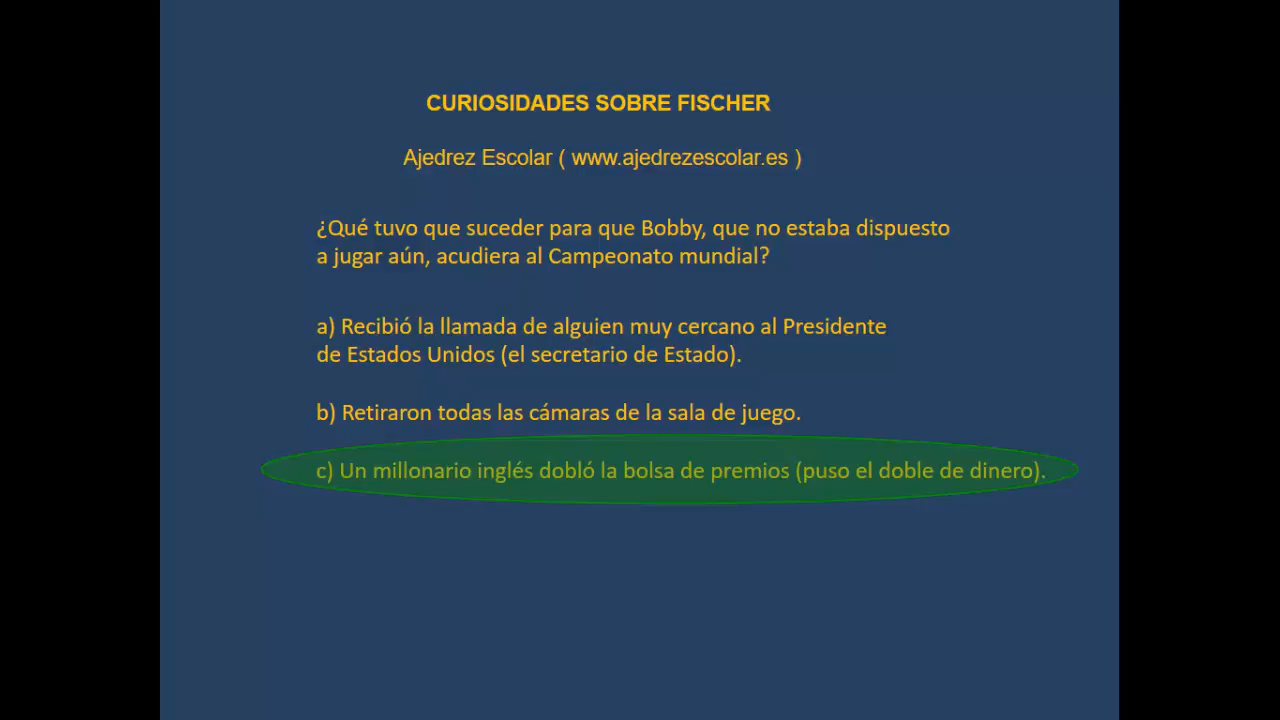 CURIOSIDADES SOBRE FISCHER
Ajedrez Escolar ( www.ajedrezescolar.es )
¿Qué tuvo que suceder para que Bobby, que no estaba dispuesto
a jugar aún, acudiera al Campeonato mundial?
a) Recibió la llamada de alguien muy cercano al Presidente
de Estados Unidos (el secretario de Estado).
b) Retiraron todas las cámaras de la sala de juego.
c) Un millonario inglés dobló la bolsa de premios (puso el doble de dinero).